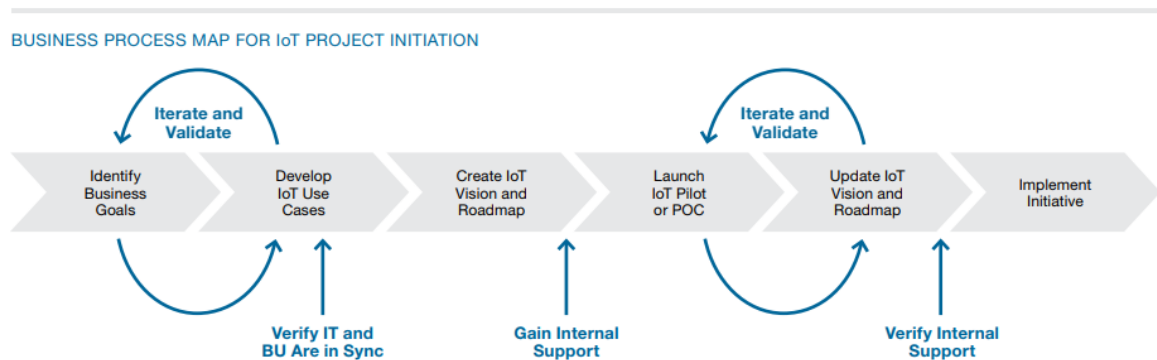 BUSINESS PROCESS MAP FOR IoT PROJECT INITIATION
Iterate and
Validate
Iterate and
Validate
Identify
Business
Goals
Develop
IoT Use
Cases
Create IoT
Vision and
Roadmap
Launch
IoT Pilot
or POC
Update IoT
Vision and
Roadmap
Implement
Initiative
Verify IT and
BU Are in Sync
Gain Internal
Support
Verify Internal
Support